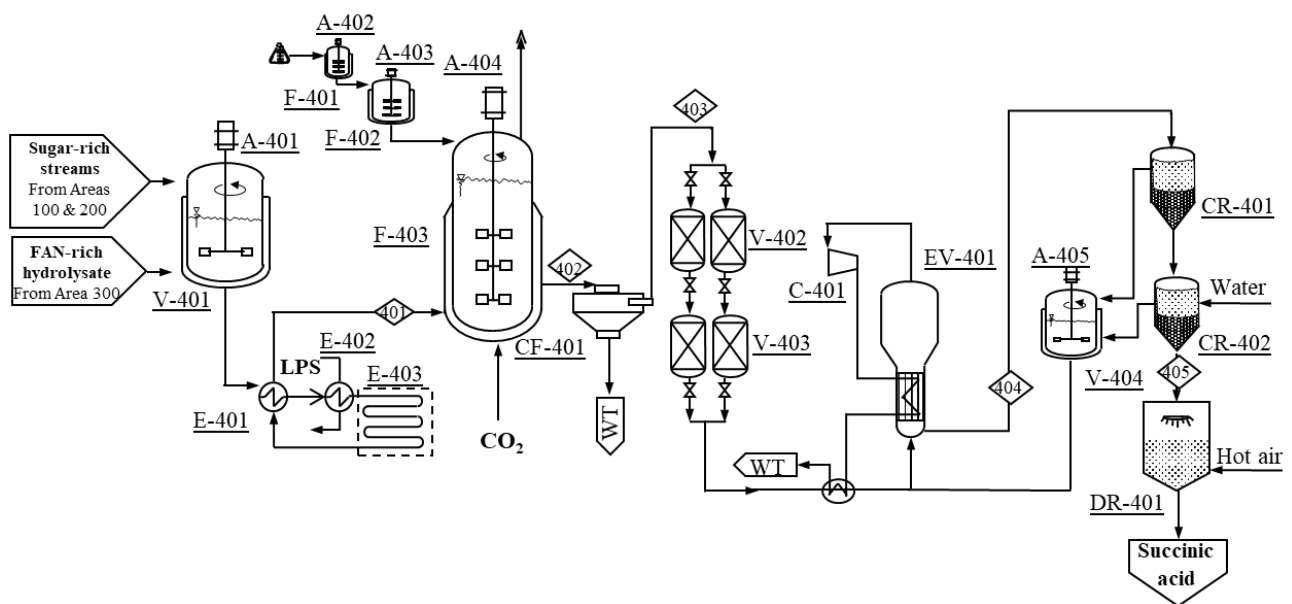 A-402
A-403
A-404
F-401
F-402
A-401
Sugar-rich
streams
From Areas
100 & 200
FAN-rich
hydrolysate
From Area 300
V-401
F-403
401
402
403
CF-401
E-402
LPS
E-403
E-401
CO₂
WT
V-402
V-403
C-401
EV-401
WT
404
A-405
V-404
CR-401
Water
CR-402
405
Hot air
DR-401
Succinic
acid